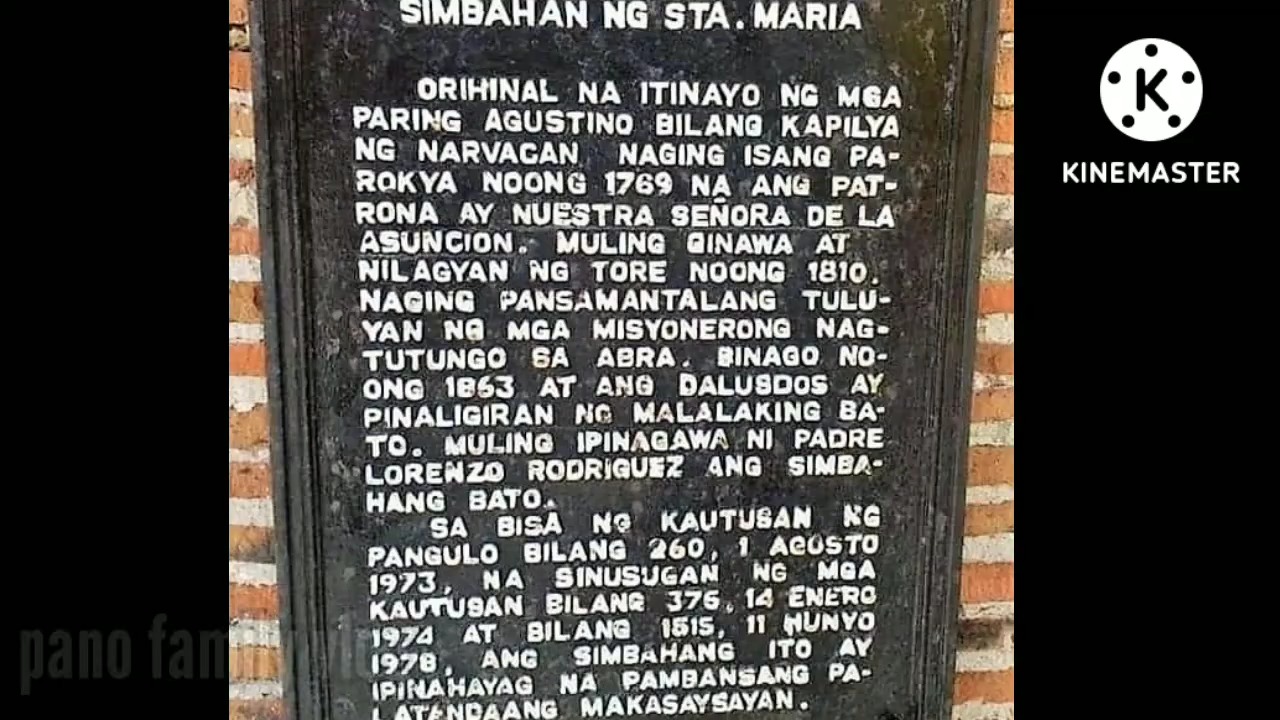 SIMBAHAN NG STA. MARIA
ORIHINAL NA ITINAYO NG MGA
PARING AGUSTINO BILANG KAPILYA
NG NARVACAN NAGING ISANG PA-
ROKYA NOONG 1769 NA ANG PAT-
RONA AY NUESTRA SEÑORA DE LA
ASUNCION. MULING GINAWA AT
NILAGYAN NG TORE NOONG 1810.
NAGING PANSAMANTALANG TULU-
YAN NG MGA MISYONERONG NAG-
TUTUNGO SA ABRA. BINAGO NO-
ONG 1863 AT ANG DALUSDOS AY
PINALIGIRAN NG MALALAKING BA-
TO. MULING IPINAGAWA NI PADRE
LORENZO RODRIGUEZ ANG SIMBA-
HANG BATO.
SA BISA NG KAUTUSAN NG
PANGULO BILANG 260, 1 AGOSTO
1973, NA SINUSUGAN NG MGA
KAUTUSAN BILANG 375, 14 ENERO
1974 AT BILANG 1515, 11 HUNYO
1978, ANG SIMBAHANG ITO AY
IPINAHAYAG NA PAMBANSANG PA-
LATANDAANG MAKASAYSAYAN.
KINEMASTER
pano family